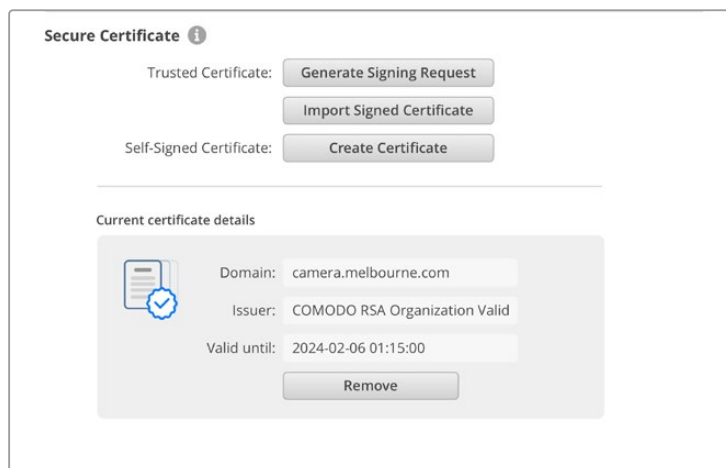 Secure Certificate
Trusted Certificate: Generate Signing Request
Import Signed Certificate
Self-Signed Certificate: Create Certificate
Current certificate details
Domain: camera.melbourne.com
Issuer: COMODO RSA Organization Valid
Valid until: 2024-02-06 01:15:00
Remove